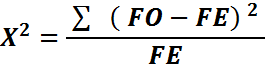 X² = ∑ ( FO – FE ) ² / FE